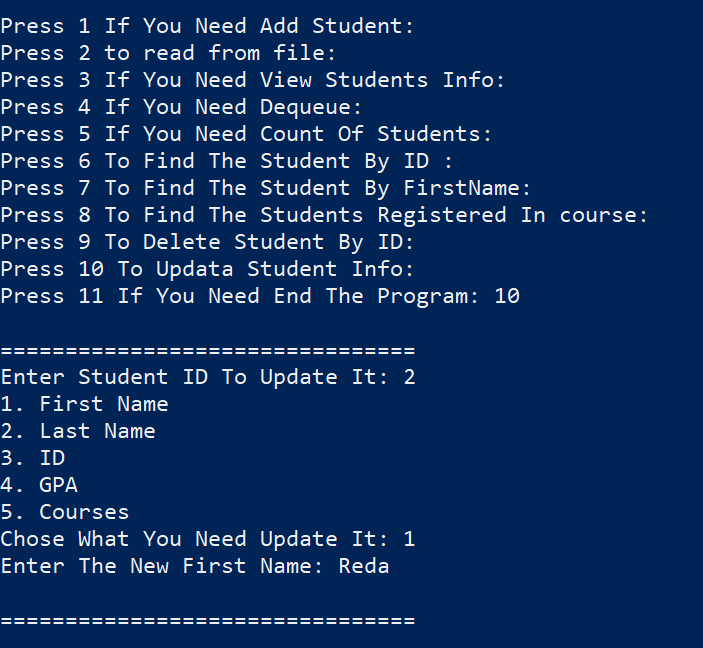 Press 1 If You Need Add Student:
Press 2 to read from file:
Press 3 If You Need View Students Info:
Press 4 If You Need Dequeue:
Press 5 If You Need Count Of Students:
Press 6 To Find The Student By ID :
Press 7 To Find The Student By FirstName:
Press 8 To Find The Students Registered In course:
Press 9 To Delete Student By ID:
Press 10 To Updata Student Info:
Press 11 If You Need End The Program: 10
================================
Enter Student ID To Update It: 2
1. First Name
2. Last Name
3. ID
4. GPA
5. Courses
Chose What You Need Update It: 1
Enter The New First Name: Reda
================================